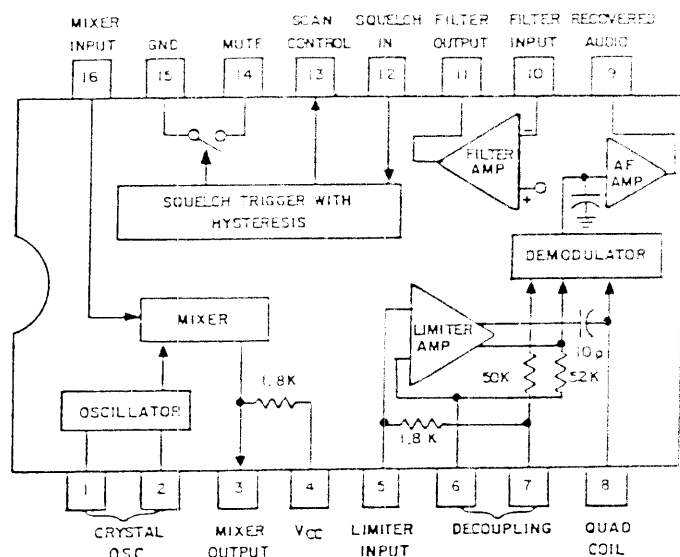 MIXER INPUT
GND
MUTE
SCAN CONTROL
SQUELCH IN
FILTER OUTPUT
FILTER INPUT
RECOVERED AUDIO
16
15
14
13
12
11
10
9
FILTER AMP
AF AMP
SQUELCH TRIGGER WITH
HYSTERESIS
DEMODULATOR
MIXER
LIMITER AMP
10p
OSCILLATOR
1.8K
50K
52K
1.8K
1
2
3
4
5
6
7
8
CRYSTAL O.S.C
MIXER OUTPUT
VCC
LIMITER INPUT
DECOUPLING
QUAD COIL